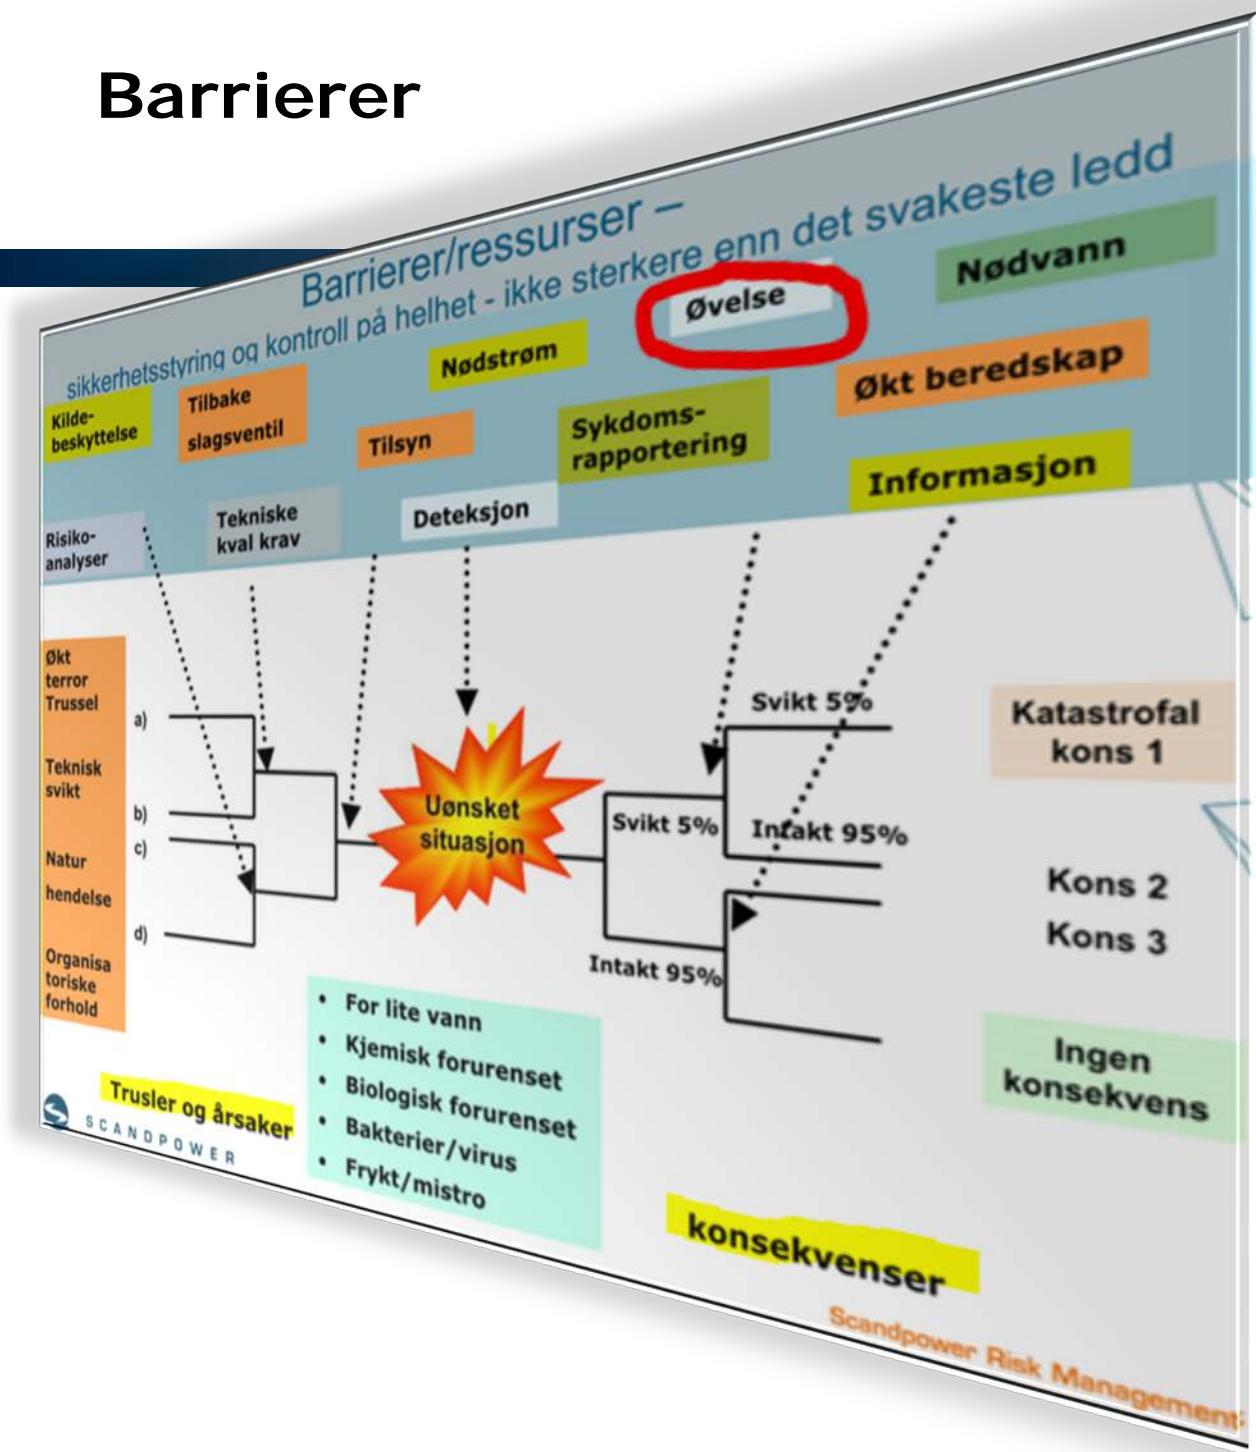 Barrierer
Barrierer/ressurser –
sikkerhetsstyring og kontroll på helhet - ikke sterkere enn det svakeste ledd
Kilde-
beskyttelse
Tilbake
slagsventil
Nødstrøm
Øvelse
Nødvann
Tilsyn
Sykdoms-
rapportering
Økt beredskap
Informasjon
Risiko-
analyser
Tekniske
kval krav
Deteksjon
Økt
terror
Trussel
Teknisk
svikt
Natur
hendelse
Organisa
toriske
forhold
a)
b)
c)
d)
Uønsket
situasjon
Svikt 5%
Intakt 95%
Svikt 5%
Intakt 95%
Katastrofal
kons 1
Kons 2
Kons 3
Ingen
konsekvens
• For lite vann
• Kjemisk forurenset
• Biologisk forurenset
• Bakterier/virus
• Frykt/mistro
Trusler og årsaker
konsekvenser
SCANDPOWER
Scandpower Risk Management